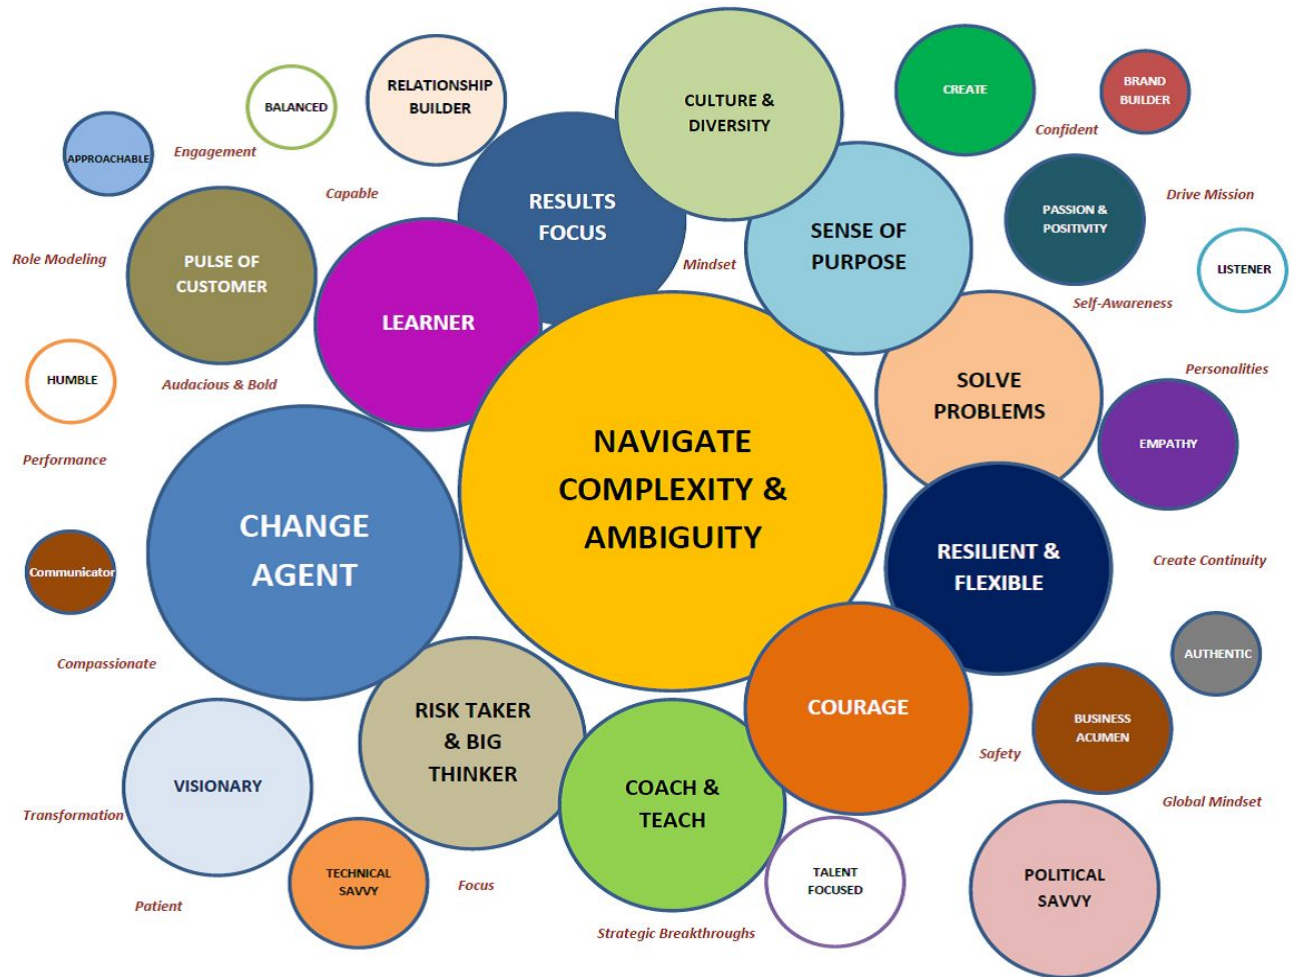 CULTURE &
DIVERSITY
CREATE
BRAND
BUILDER
RELATIONSHIP
BUILDER
BALANCED
Confident
APPROACHABLE
Engagement
Capable
RESULTS
FOCUS
SENSE OF
PURPOSE
PASSION &
POSITIVITY
Drive Mission
Role Modeling
PULSE OF
CUSTOMER
Mindset
LISTENER
Self-Awareness
LEARNER
HUMBLE
Audacious & Bold
SOLVE
PROBLEMS
Personalities
NAVIGATE
COMPLEXITY &
AMBIGUITY
EMPATHY
Performance
CHANGE
AGENT
RESILIENT &
FLEXIBLE
Create Continuity
Communicator
Compassionate
AUTHENTIC
RISK TAKER
& BIG
THINKER
COURAGE
BUSINESS
ACUMEN
Safety
VISIONARY
COACH &
TEACH
Global Mindset
Transformation
TECHNICAL
SAVVY
Focus
TALENT
FOCUSED
POLITICAL
SAVVY
Patient
Strategic Breakthroughs